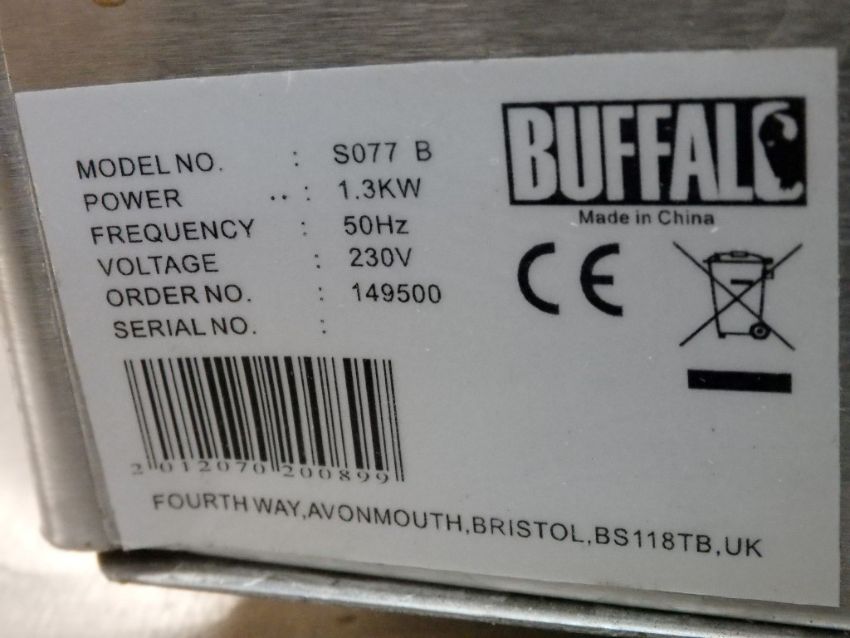 BUFFALO
Made in China
CE
MODEL NO. : S077 B
POWER .. : 1.3KW
FREQUENCY : 50Hz
VOLTAGE : 230V
ORDER NO. : 149500
SERIAL NO. :
2 012070 200899
FOURTH WAY,AVONMOUTH,BRISTOL,BS118TB,UK